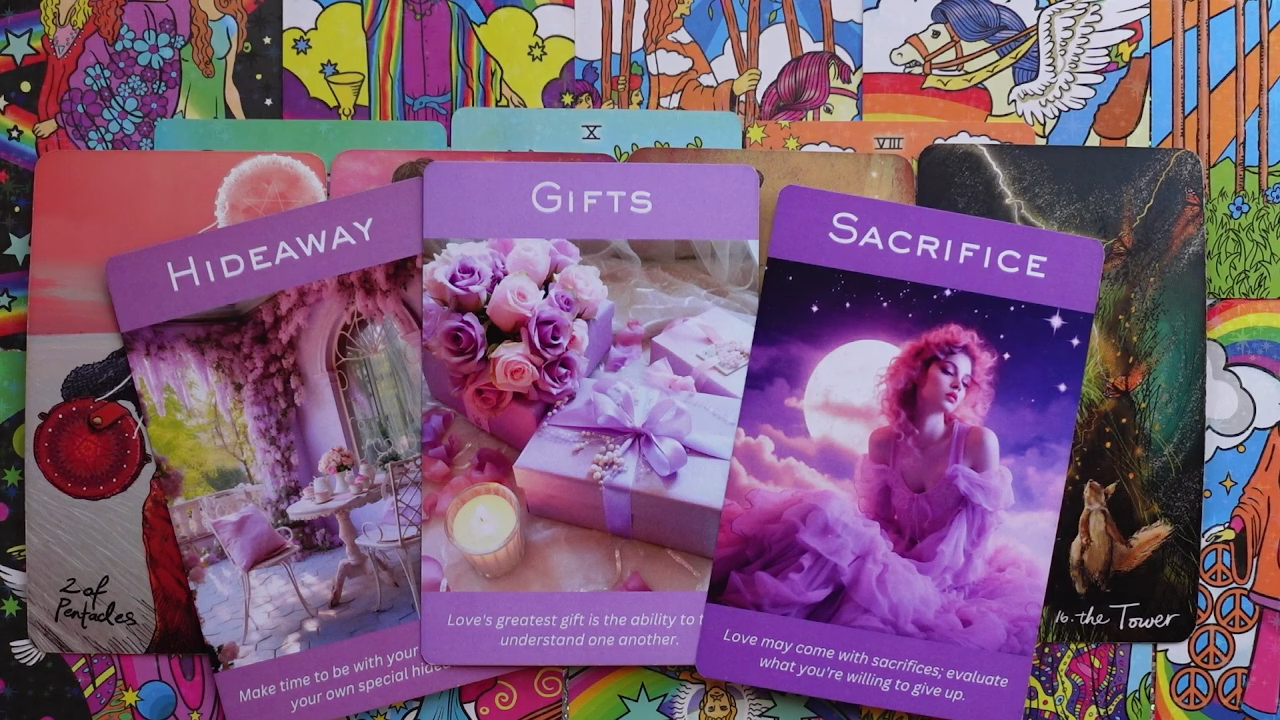 X
VIII
HIDEAWAY
GIFTS
SACRIFICE
2 of
Pentacles
Make time to be with your
your own special
Love's greatest gift is the ability to
understand one another.
Love may come with sacrifices; evaluate
what you're willing to give up.
16. the Tower